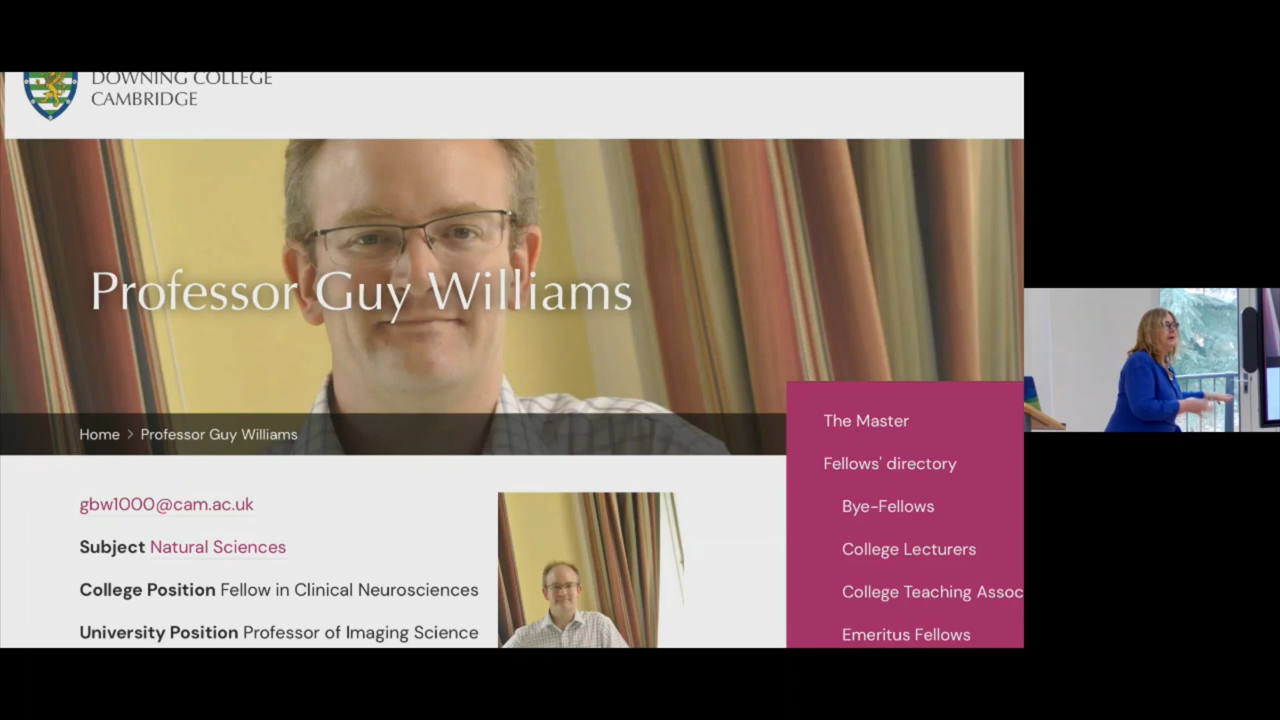 DOWNING COLLEGE
CAMBRIDGE
Professor Guy Williams
Home > Professor Guy Williams
gbw1000@cam.ac.uk
Subject Natural Sciences
College Position Fellow in Clinical Neurosciences
University Position Professor of Imaging Science
The Master
Fellows' directory
Bye-Fellows
College Lecturers
College Teaching Assoc
Emeritus Fellows